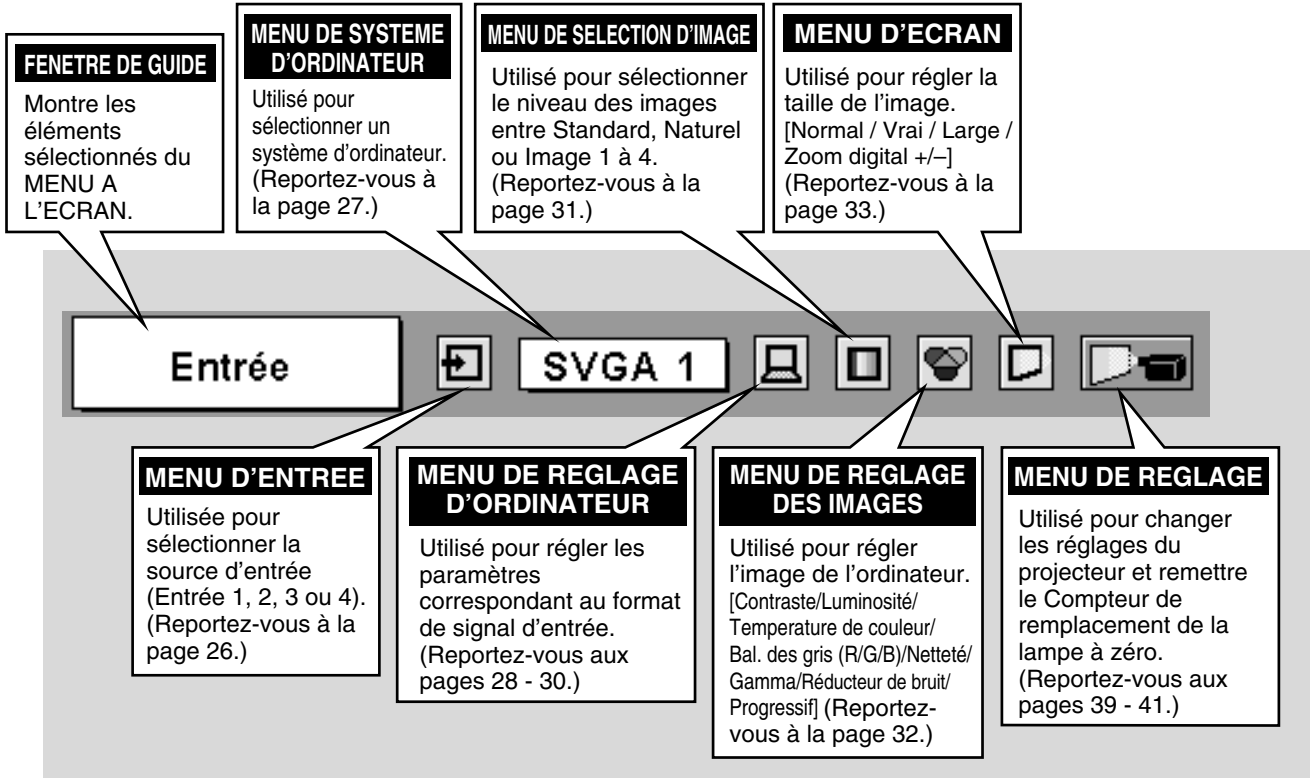 FENETRE DE GUIDE
Montre les
éléments
sélectionnés du
MENU A
L'ECRAN.
MENU DE SYSTEME
D'ORDINATEUR
Utilisé pour
sélectionner un
système d'ordinateur.
(Reportez-vous à
la page 27.)
MENU DE SELECTION D'IMAGE
Utilisé pour sélectionner
le niveau des images
entre Standard, Naturel
ou Image 1 à 4.
(Reportez-vous à la
page 31.)
MENU D'ECRAN
Utilisé pour régler la
taille de l'image.
[Normal / Vrai / Large /
Zoom digital +/–]
(Reportez-vous à la
page 33.)
Entrée
SVGA 1
MENU D'ENTREE
Utilisée pour
sélectionner la
source d'entrée
(Entrée 1, 2, 3 ou 4).
(Reportez-vous à la
page 26.)
MENU DE REGLAGE
D'ORDINATEUR
Utilisé pour régler les
paramètres
correspondant au format
de signal d'entrée.
(Reportez-vous aux
pages 28 - 30.)
MENU DE REGLAGE
DES IMAGES
Utilisé pour régler
l'image de l'ordinateur.
[Contraste/Luminosité/
Temperature de couleur/
Bal. des gris (R/G/B)/Netteté/
Gamma/Réducteur de bruit/
Progressif] (Reportez-
vous à la page 32.)
MENU DE REGLAGE
Utilisé pour changer
les réglages du
projecteur et remettre
le Compteur de
remplacement de la
lampe à zéro.
(Reportez-vous aux
pages 39 - 41.)